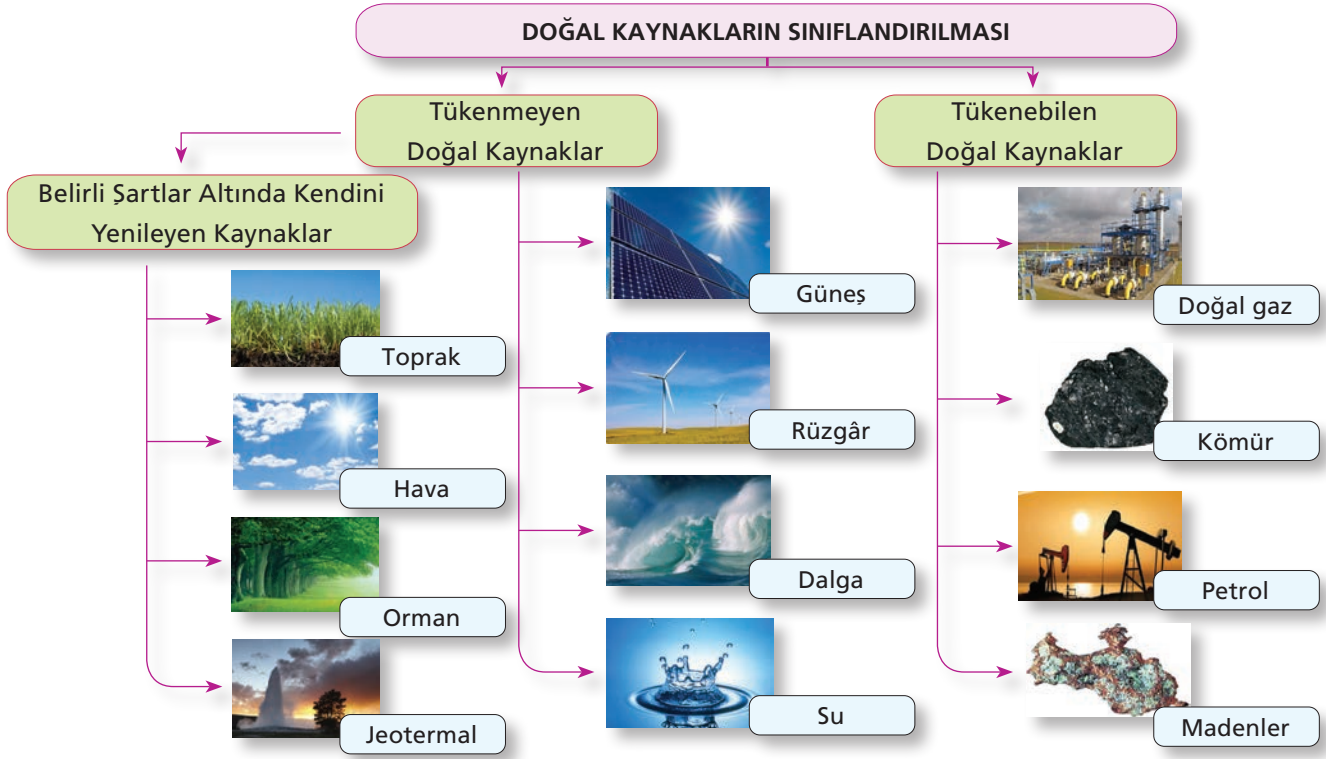 DOĞAL KAYNAKLARIN SINIFLANDIRILMASI
Tükenmeyen
Doğal Kaynaklar
Tükenebilen
Doğal Kaynaklar
Belirli Şartlar Altında Kendini
Yenileyen Kaynaklar
Toprak
Hava
Orman
Jeotermal
Güneş
Rüzgâr
Dalga
Su
Doğal gaz
Kömür
Petrol
Madenler